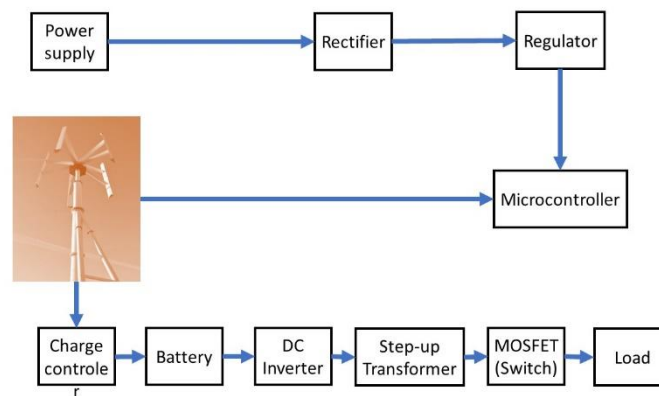 Power
supply
Rectifier
Regulator
Microcontroller
Charge
controle
r
Battery
DC
Inverter
Step-up
Transformer
MOSFET
(Switch)
Load